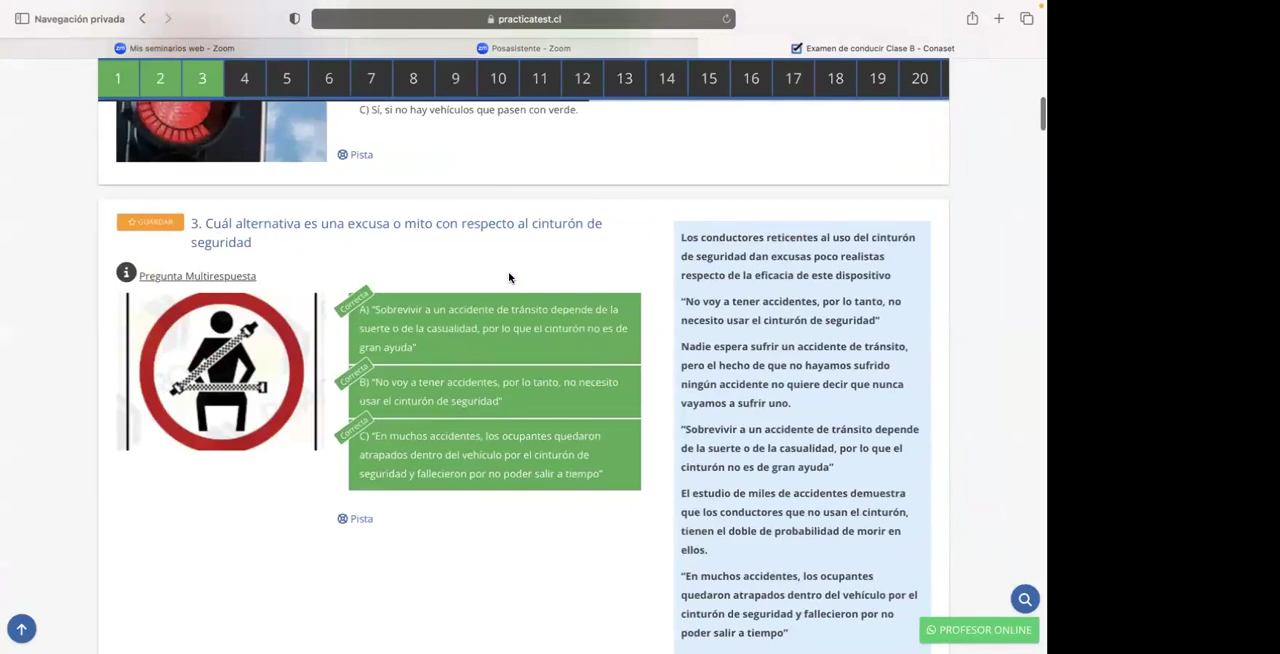 Navegación privada
practicatest.cl
Mis seminarios web - Zoom
Posasistente - Zoom
Examen de conducir Clase B - Conaset
1 2 3 4 5 6 7 8 9 10 11 12 13 14 15 16 17 18 19 20
C) Sí, si no hay vehículos que pasen con verde.
Pista
GUARDAR
3. Cuál alternativa es una excusa o mito con respecto al cinturón de
seguridad
Pregunta Multirespuesta
Correcta
A) "Sobrevivir a un accidente de tránsito depende de la
suerte o de la casualidad, por lo que el cinturón no es de
gran ayuda"
Correcta
B) "No voy a tener accidentes, por lo tanto, no necesito
usar el cinturón de seguridad"
Correcta
C) "En muchos accidentes, los ocupantes quedaron
atrapados dentro del vehículo por el cinturón de
seguridad y fallecieron por no poder salir a tiempo"
Pista
Los conductores reticentes al uso del cinturón
de seguridad dan excusas poco realistas
respecto de la eficacia de este dispositivo
"No voy a tener accidentes, por lo tanto, no
necesito usar el cinturón de seguridad"
Nadie espera sufrir un accidente de tránsito,
pero el hecho de que no hayamos sufrido
ningún accidente no quiere decir que nunca
vayamos a sufrir uno.
"Sobrevivir a un accidente de tránsito depende
de la suerte o de la casualidad, por lo que el
cinturón no es de gran ayuda"
El estudio de miles de accidentes demuestra
que los conductores que no usan el cinturón,
tienen el doble de probabilidad de morir en
ellos.
"En muchos accidentes, los ocupantes
quedaron atrapados dentro del vehículo por el
cinturón de seguridad y fallecieron por no
poder salir a tiempo"
PROFESOR ONLINE